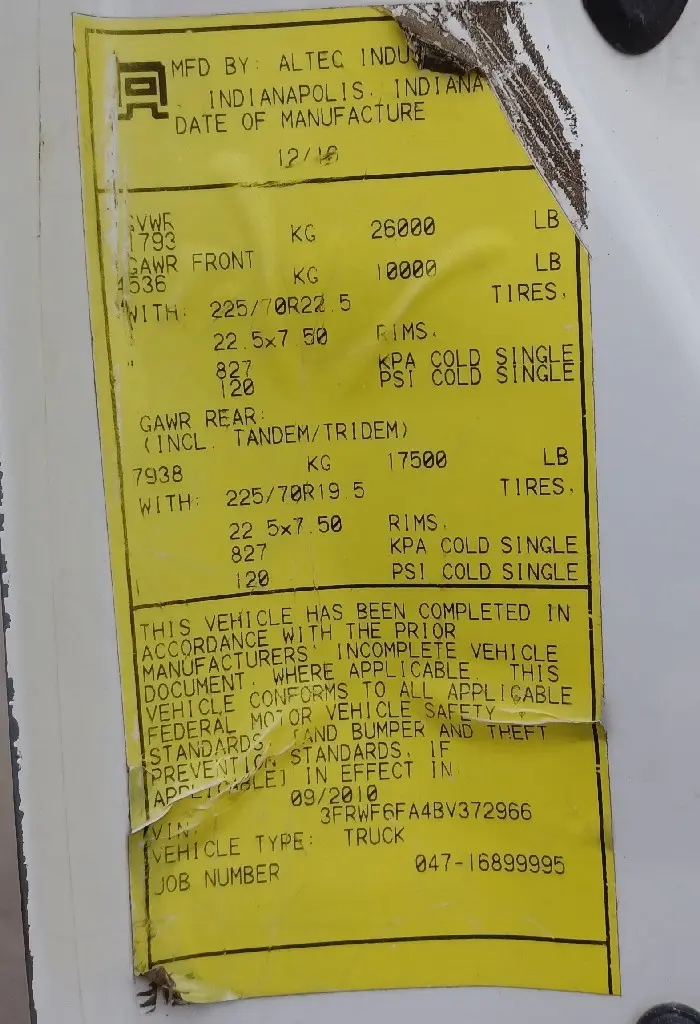 MFD BY: ALTEC
INDIANAPOLIS, INDIANA
DATE OF MANUFACTURE
GVWR
1793 KG 26000 LB
GAWR FRONT
4536 KG 10000 LB
WITH: 225/70R22.5 TIRES,
22.5x7.50 RIMS,
827 KPA COLD SINGLE
120 PSI COLD SINGLE
GAWR REAR:
(INCL. TANDEM/TRIDEM)
7938 KG 17500 LB
WITH: 225/70R19.5 TIRES,
22.5x7.50 RIMS,
827 KPA COLD SINGLE
120 PSI COLD SINGLE
THIS VEHICLE HAS BEEN COMPLETED IN
ACCORDANCE WITH THE PRIOR
MANUFACTURERS' INCOMPLETE VEHICLE
DOCUMENT, WHERE APPLICABLE. THIS
VEHICLE CONFORMS TO ALL APPLICABLE
FEDERAL MOTOR VEHICLE SAFETY
STANDARDS, [AND BUMPER AND THEFT
PREVENTION STANDARDS, IF
APPLICABLE] IN EFFECT IN
09/2010
VIN: 3FRWF6FA4BV372966
VEHICLE TYPE: TRUCK
JOB NUMBER 047-16899995